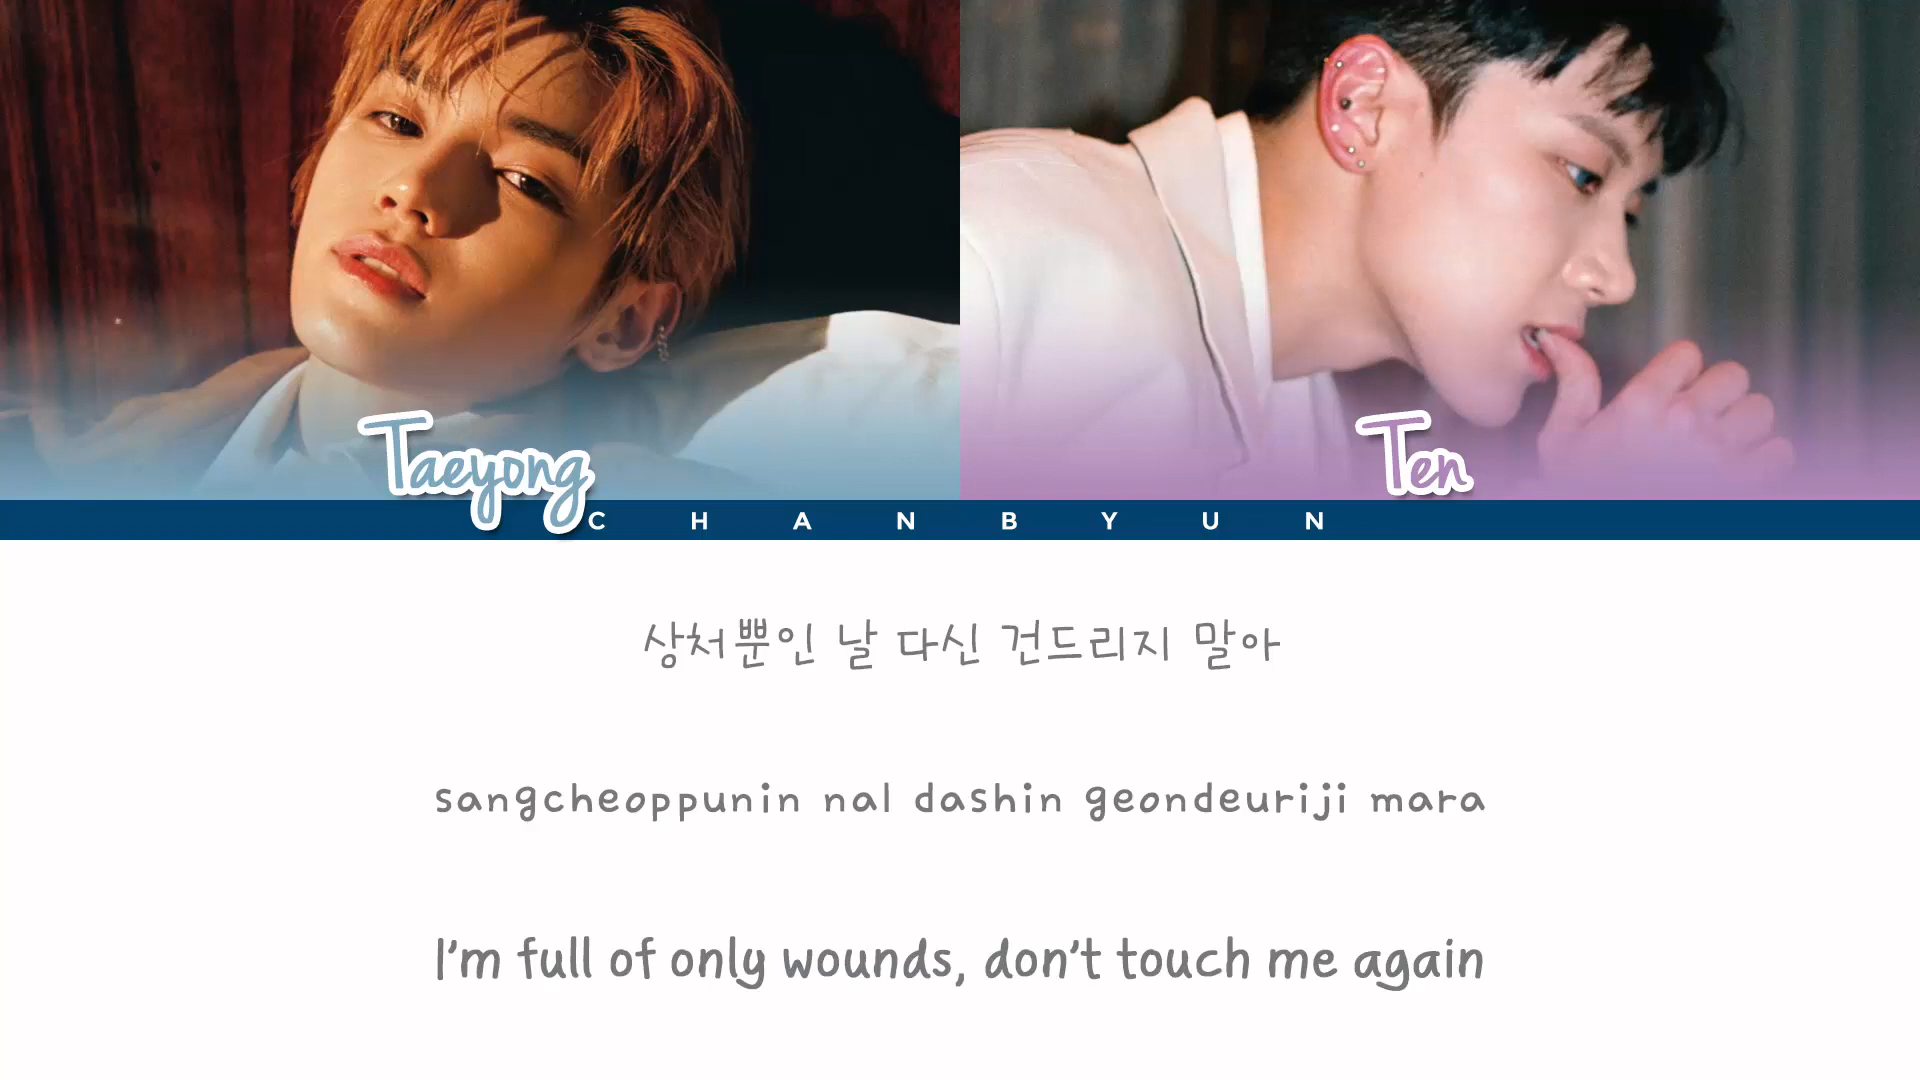 Taeyong
Ten
CHANBYUN
상처뿐인 날 다신 건드리지 말아
sangcheoppunin nal dashin geondeuriji mara
I'm full of only wounds, don't touch me again